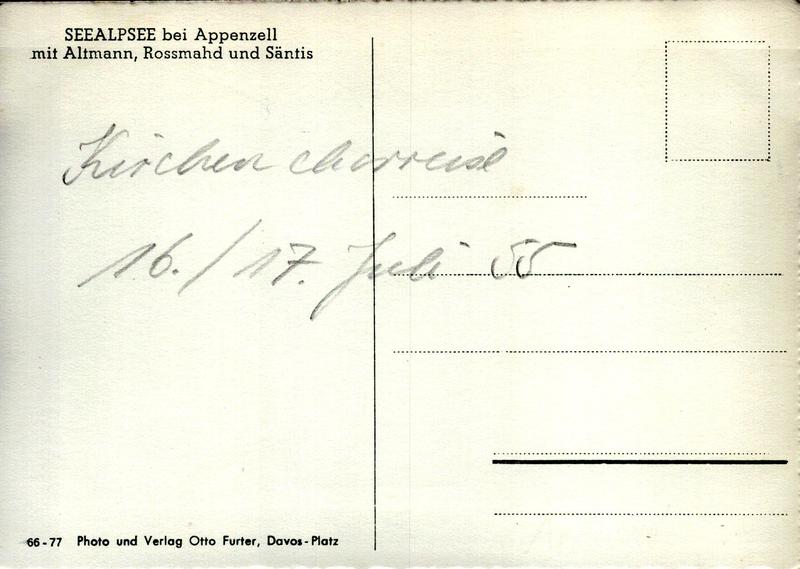 SEEALPSEE bei Appenzell
mit Altmann, Rossmahd und Säntis
Kirchenchorreise
16./17. Juli 55
66-77 Photo und Verlag Otto Furter, Davos-Platz